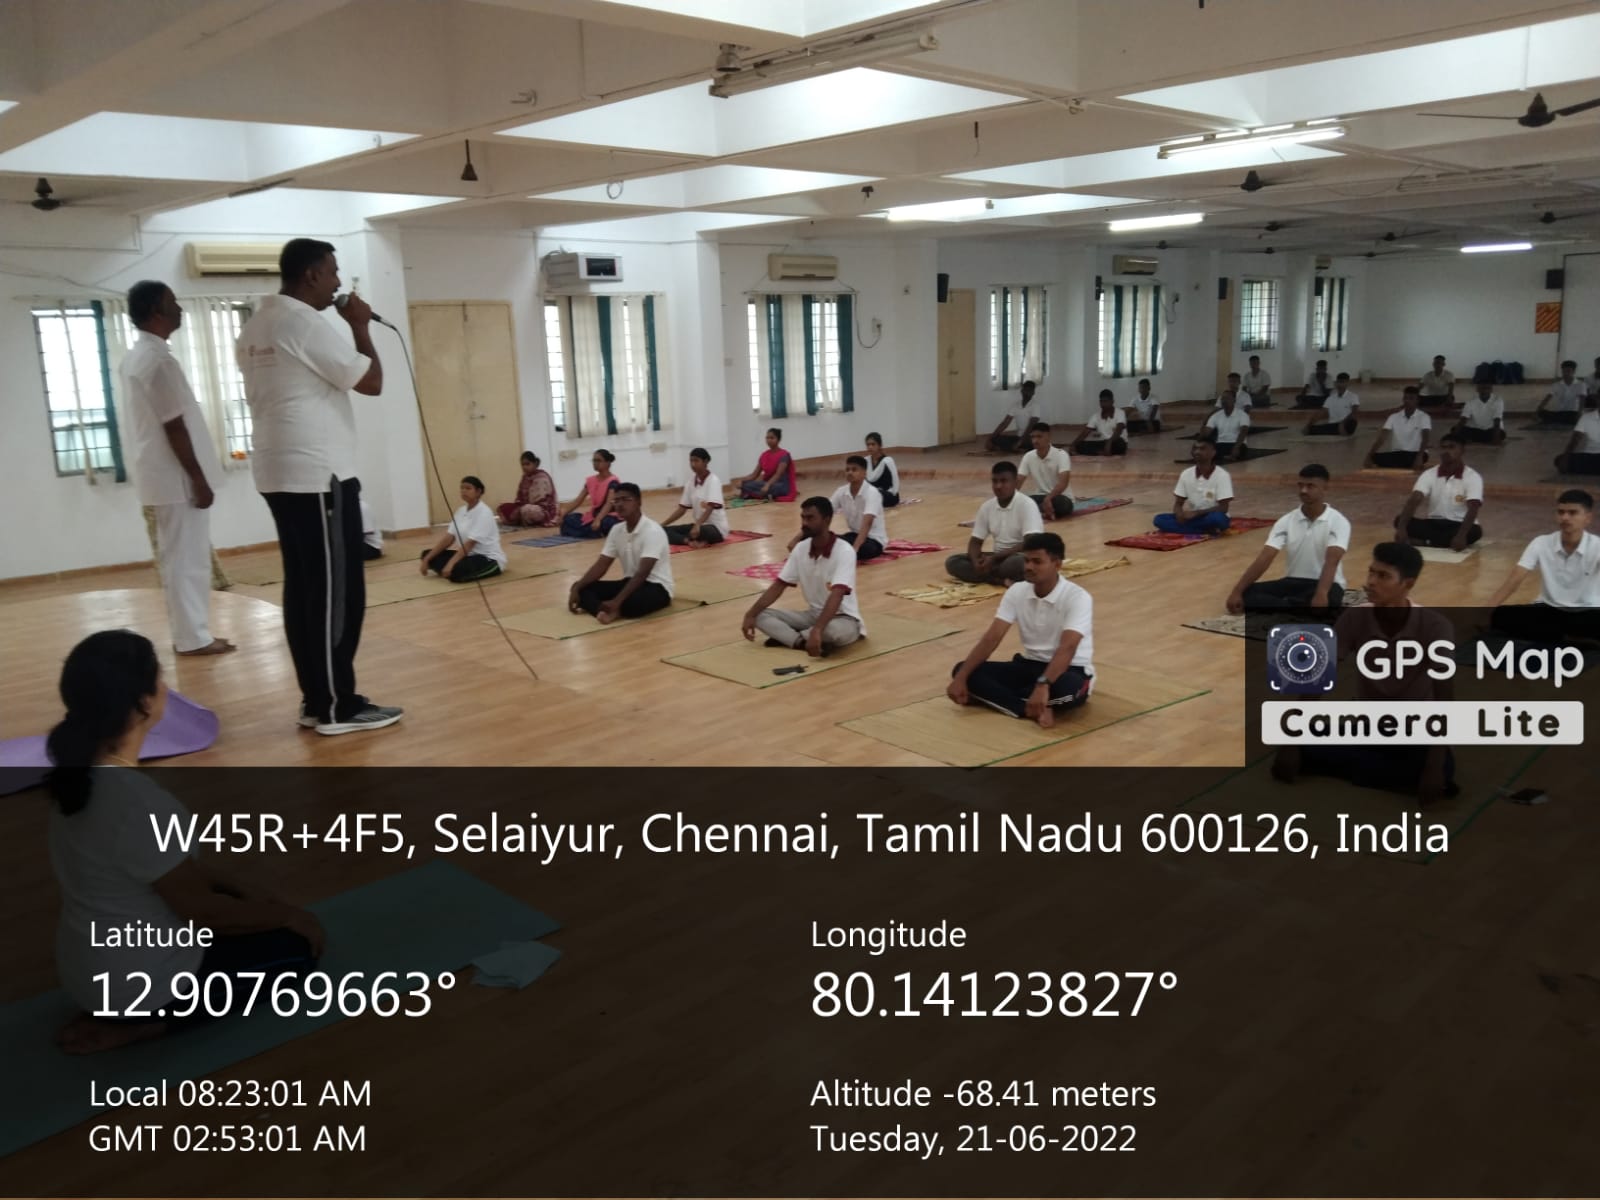 GPS Map
Camera Lite
W45R+4F5, Selaiyur, Chennai, Tamil Nadu 600126, India
Latitude
12.90769663°
Longitude
80.14123827°
Local 08:23:01 AM
GMT 02:53:01 AM
Altitude -68.41 meters
Tuesday, 21-06-2022